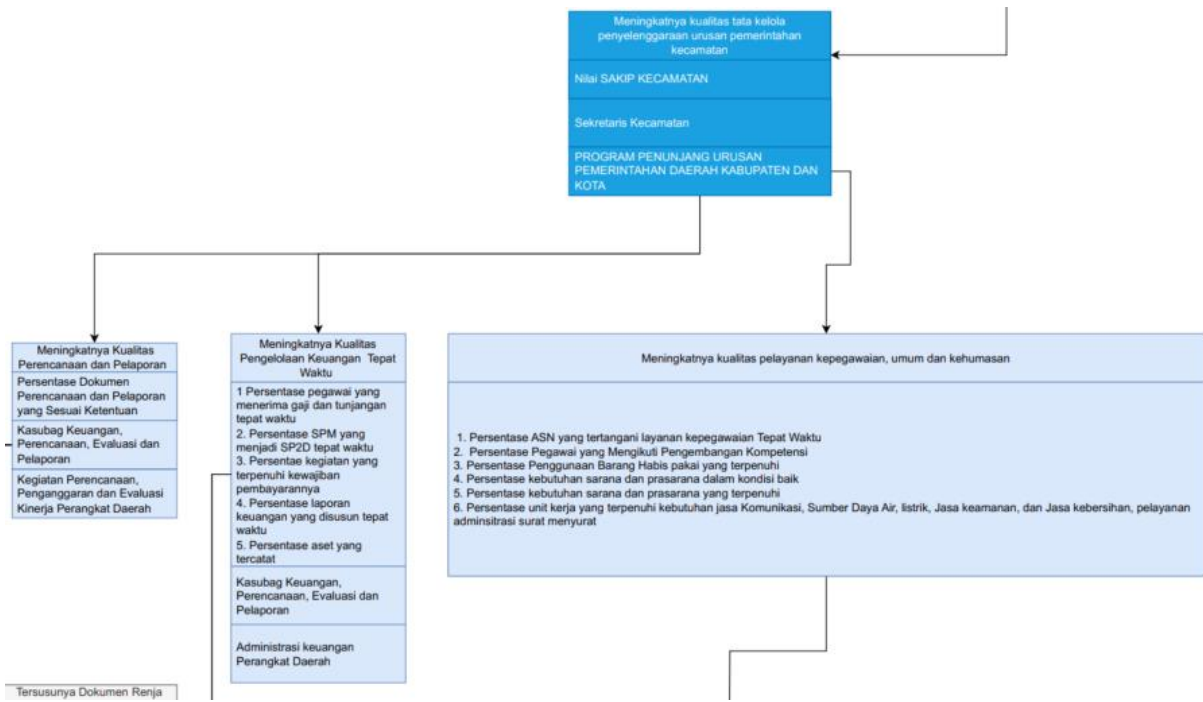 Meningkatnya kualitas tata kelola
penyelenggaraan urusan pemerintahan
kecamatan
Nilai SAKIP KECAMATAN
Sekretaris Kecamatan
PROGRAM PENUNJANG URUSAN
PEMERINTAHAN DAERAH KABUPATEN DAN
KOTA
Meningkatnya Kualitas
Perencanaan dan Pelaporan
Persentase Dokumen
Perencanaan dan Pelaporan
yang Sesuai Ketentuan
Kasubag Keuangan,
Perencanaan, Evaluasi dan
Pelaporan
Kegiatan Perencanaan,
Penganggaran dan Evaluasi
Kinerja Perangkat Daerah
Meningkatnya Kualitas
Pengelolaan Keuangan Tepat
Waktu
1 Persentase pegawai yang
menerima gaji dan tunjangan
tepat waktu
2. Persentase SPM yang
menjadi SP2D tepat waktu
3. Persentae kegiatan yang
terpenuhi kewajiban
pembayarannya
4. Persentase laporan
keuangan yang disusun tepat
waktu
5. Persentase aset yang
tercatat
Kasubag Keuangan,
Perencanaan, Evaluasi dan
Pelaporan
Administrasi keuangan
Perangkat Daerah
Meningkatnya kualitas pelayanan kepegawaian, umum dan kehumasan
1. Persentase ASN yang tertangani layanan kepegawaian Tepat Waktu
2. Persentase Pegawai yang Mengikuti Pengembangan Kompetensi
3. Persentase Penggunaan Barang Habis pakai yang terpenuhi
4. Persentase kebutuhan sarana dan prasarana dalam kondisi baik
5. Persentase kebutuhan sarana dan prasarana yang terpenuhi
6. Persentase unit kerja yang terpenuhi kebutuhan jasa Komunikasi, Sumber Daya Air, listrik, Jasa keamanan, dan Jasa kebersihan, pelayanan
adminsitrasi surat menyurat
Tersusunya Dokumen Renja